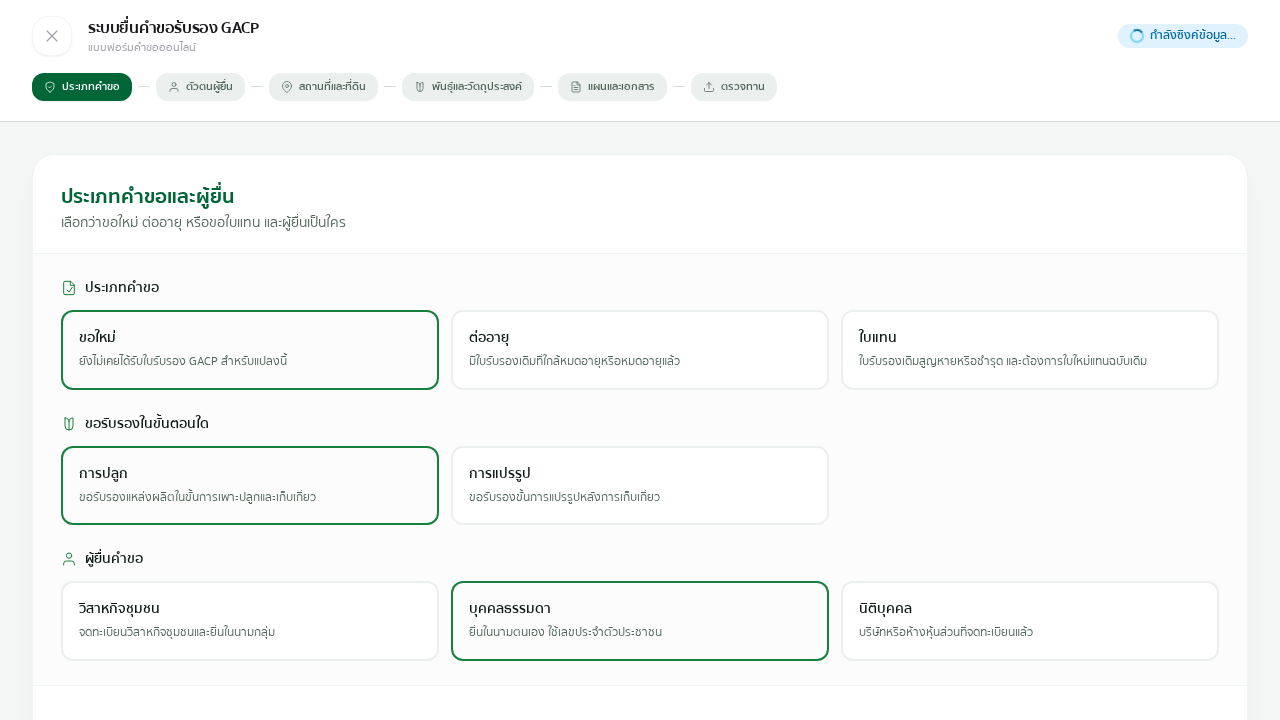 ระบบยื่นคำขอรับรอง GACP
แบบฟอร์มคำขอออนไลน์
กำลังซิงค์ข้อมูล...
ประเภทคำขอ
ตัวตนผู้ยื่น
สถานที่และที่ดิน
พันธุ์และวัตถุประสงค์
แผนและเอกสาร
ตรวจทาน
ประเภทคำขอและผู้ยื่น
เลือกว่าขอใหม่ ต่ออายุ หรือขอใบแทน และผู้ยื่นเป็นใคร
ประเภทคำขอ
ขอใหม่
ต่ออายุ
ใบแทน
ยังไม่เคยได้รับใบรับรอง GACP สำหรับแปลงนี้
มีใบรับรองเดิมที่ใกล้หมดอายุหรือหมดอายุแล้ว
ใบรับรองเดิมสูญหายหรือชำรุด และต้องการใบใหม่แทนฉบับเดิม
ขอรับรองในขั้นตอนใด
การปลูก
การแปรรูป
ขอรับรองแหล่งผลิตในขั้นการเพาะปลูกและเก็บเกี่ยว
ขอรับรองขั้นการแปรรูปหลังการเก็บเกี่ยว
ผู้ยื่นคำขอ
วิสาหกิจชุมชน
บุคคลธรรมดา
นิติบุคคล
จดทะเบียนวิสาหกิจชุมชนและยื่นในนามกลุ่ม
ยื่นในนามตนเอง ใช้เลขประจำตัวประชาชน
บริษัทหรือห้างหุ้นส่วนที่จดทะเบียนแล้ว